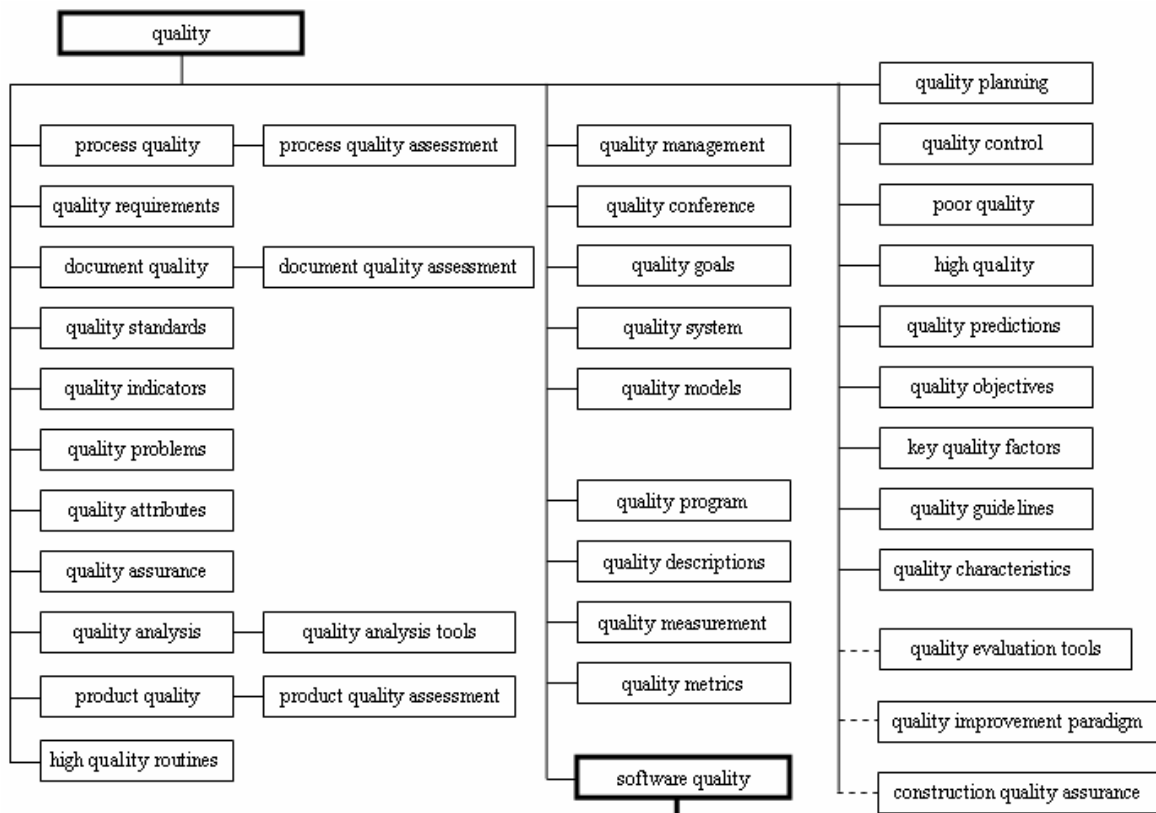 quality
process quality
process quality assessment
quality requirements
document quality
document quality assessment
quality standards
quality indicators
quality problems
quality attributes
quality assurance
quality analysis
quality analysis tools
product quality
product quality assessment
high quality routines
quality management
quality conference
quality goals
quality system
quality models
quality program
quality descriptions
quality measurement
quality metrics
software quality
quality planning
quality control
poor quality
high quality
quality predictions
quality objectives
key quality factors
quality guidelines
quality characteristics
quality evaluation tools
quality improvement paradigm
construction quality assurance